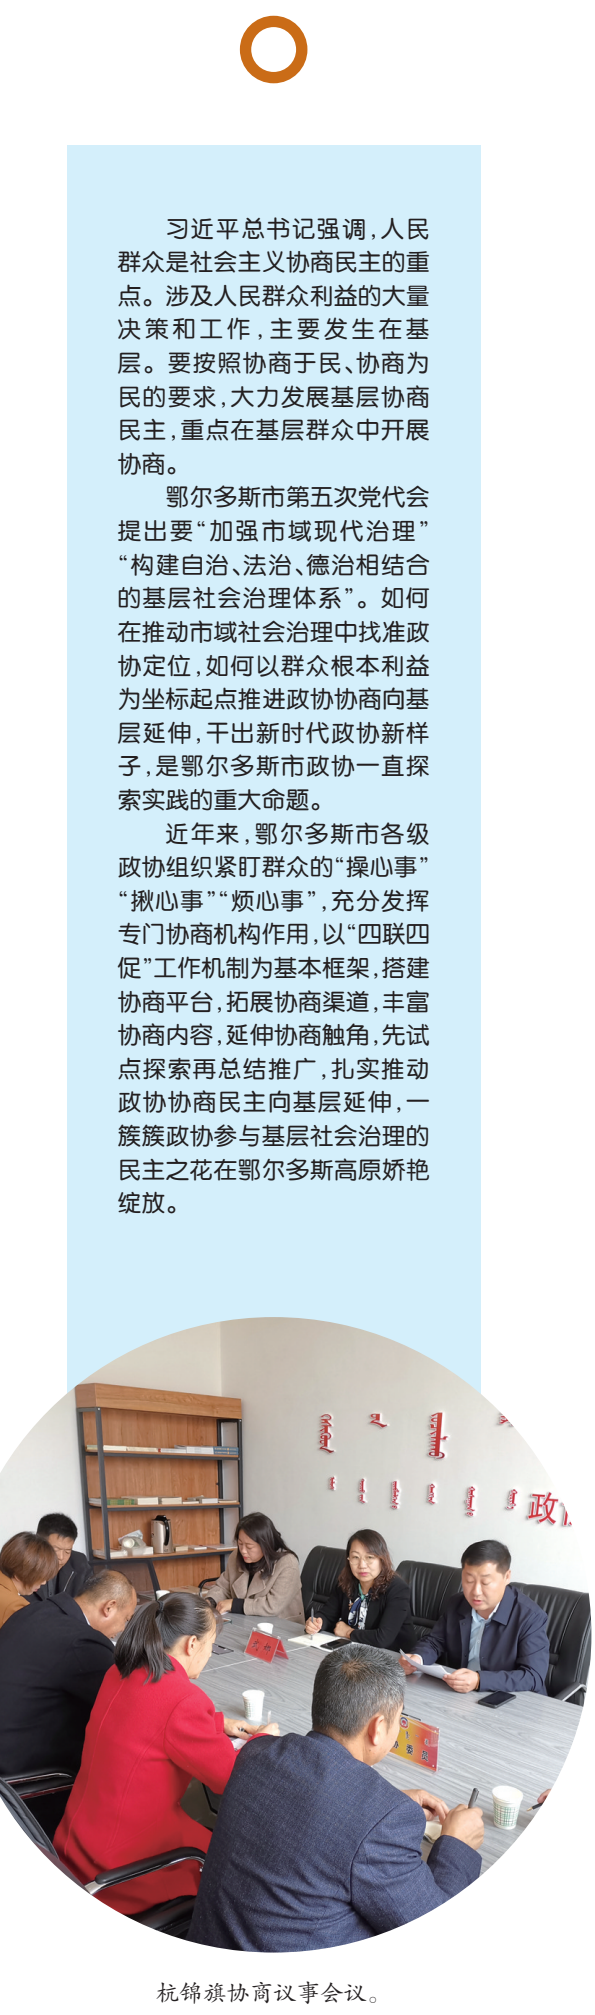 习近平总书记强调,人民
群众是社会主义协商民主的重
点。涉及人民群众利益的大量
决策和工作,主要发生在基
层。要按照协商于民、协商为
民的要求,大力发展基层协商
民主,重点在基层群众中开展
协商。
鄂尔多斯市第五次党代会
提出要“加强市域现代治理”
“构建自治、法治、德治相结合
的基层社会治理体系”。如何
在推动市域社会治理中找准政
协定位,如何以群众根本利益
为坐标起点推进政协协商向基
层延伸,干出新时代政协新样
子,是鄂尔多斯市政协一直探
索实践的重大命题。
近年来,鄂尔多斯市各级
政协组织紧盯群众的“操心事”
“揪心事”“烦心事”,充分发挥
专门协商机构作用,以“四联四
促”工作机制为基本框架,搭建
协商平台,拓展协商渠道,丰富
协商内容,延伸协商触角,先试
点探索再总结推广,扎实推动
政协协商民主向基层延伸,一
簇簇政协参与基层社会治理的
民主之花在鄂尔多斯高原娇艳
绽放。
政
杭锦旗协商议事会议。